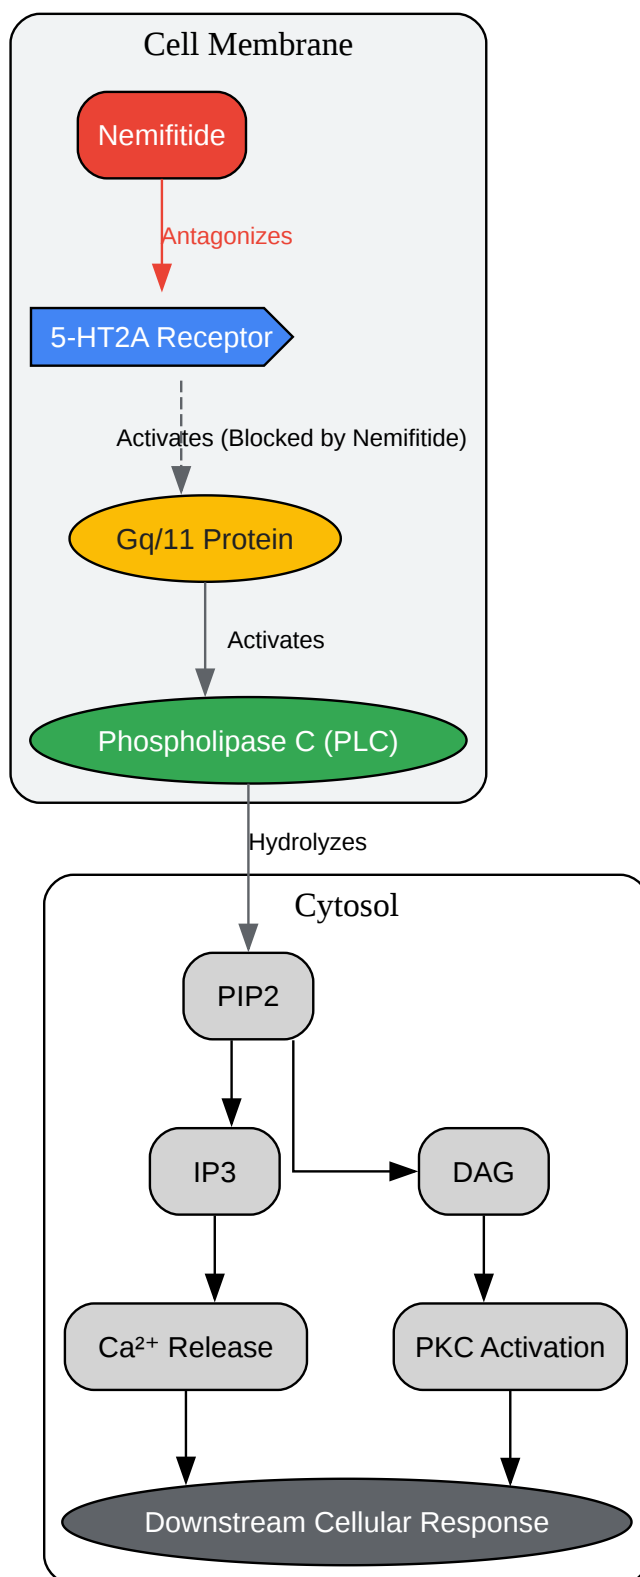 Cell Membrane
Nemifitide
Antagonizes
5-HT2A Receptor
Activates (Blocked by Nemifitide)
Gq/11 Protein
Activates
Phospholipase C (PLC)
Hydrolyzes
Cytosol
PIP2
IP3
DAG
Ca²⁺ Release
PKC Activation
Downstream Cellular Response